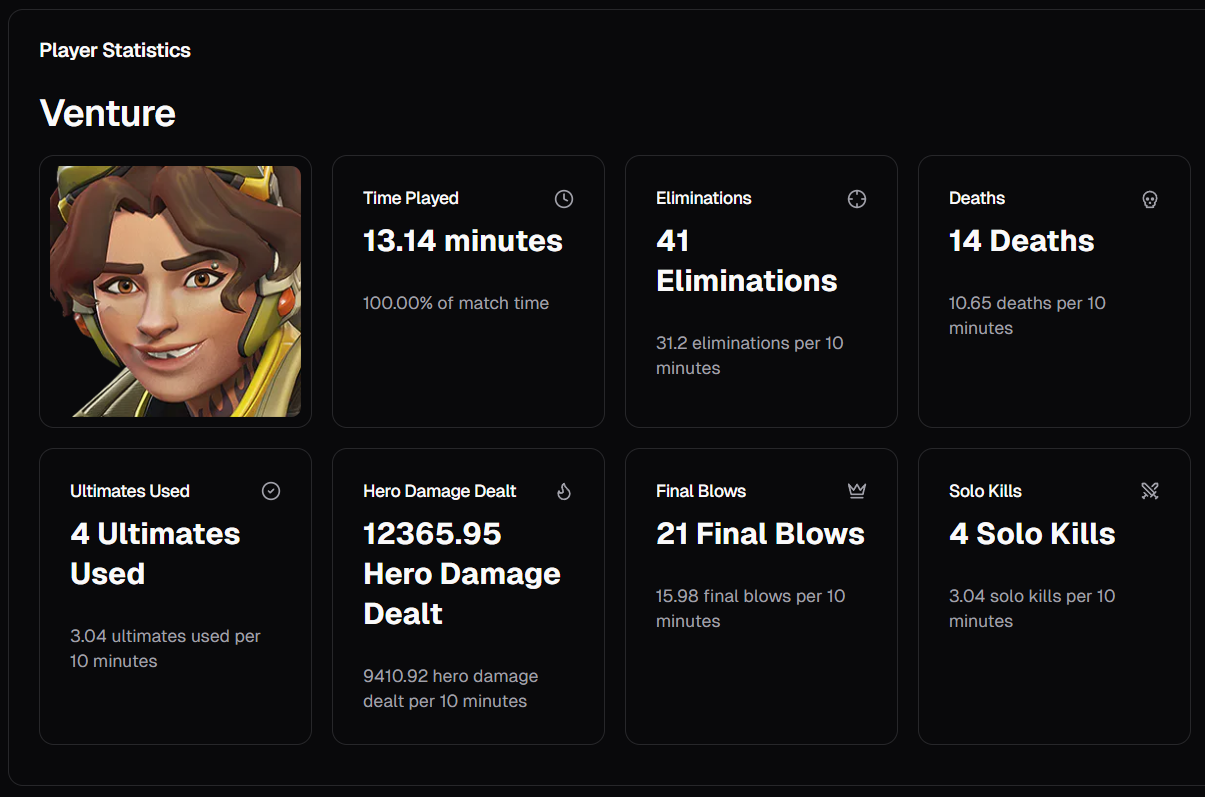 Player Statistics
Venture
Time Played
13.14 minutes
100.00% of match time
Eliminations
41
Eliminations
31.2 eliminations per 10
minutes
Deaths
14 Deaths
10.65 deaths per 10
minutes
Ultimates Used
4 Ultimates
Used
3.04 ultimates used per
10 minutes
Hero Damage Dealt
12365.95
Hero Damage
Dealt
9410.92 hero damage
dealt per 10 minutes
Final Blows
21 Final Blows
15.98 final blows per 10
minutes
Solo Kills
4 Solo Kills
3.04 solo kills per 10
minutes